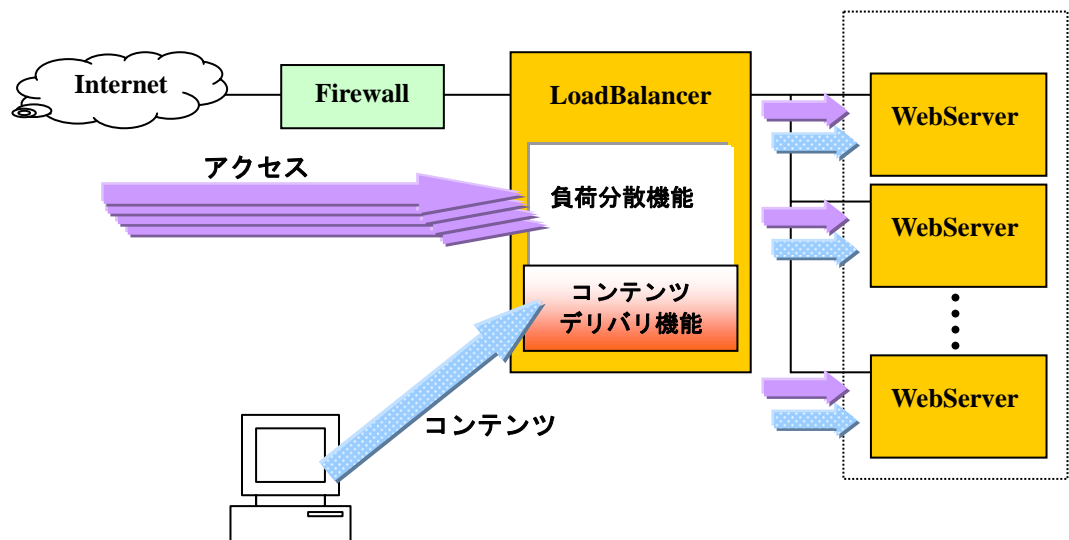 Internet
Firewall
LoadBalancer
WebServer
アクセス
負荷分散機能
WebServer
コンテンツ
デリバリ機能
WebServer
コンテンツ